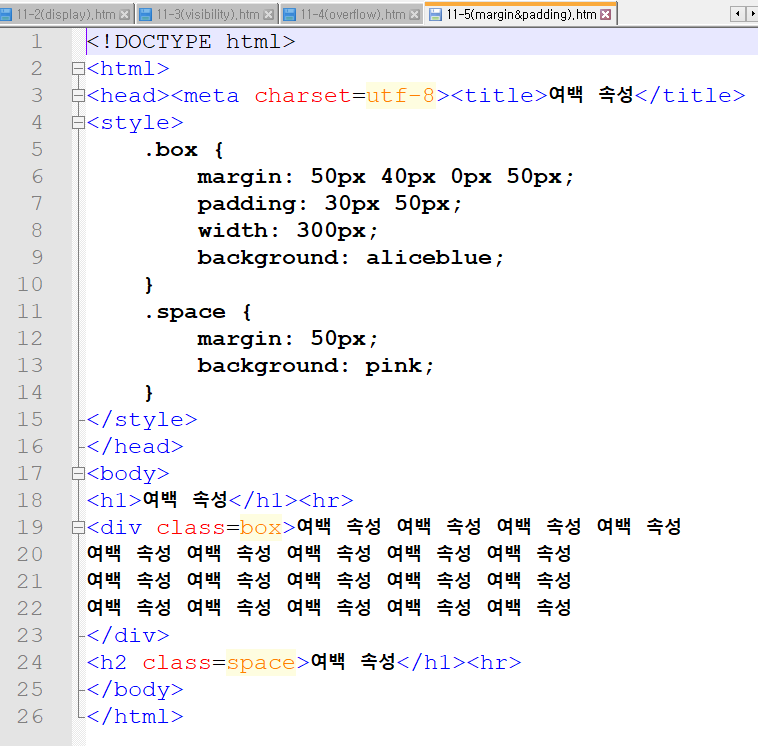 11-2(display).htm 11-3(visibility).htm 11-4(overflow).htm 11-5(margin&padding).htm
1 <!DOCTYPE html>
2 <html>
3 <head><meta charset=utf-8><title>여백 속성</title>
4 <style>
5 .box {
6 margin: 50px 40px 0px 50px;
7 padding: 30px 50px;
8 width: 300px;
9 background: aliceblue;
10 }
11 .space {
12 margin: 50px;
13 background: pink;
14 }
15 </style>
16 </head>
17 <body>
18 <h1>여백 속성</h1><hr>
19 <div class=box>여백 속성 여백 속성 여백 속성 여백 속성
20 여백 속성 여백 속성 여백 속성 여백 속성 여백 속성
21 여백 속성 여백 속성 여백 속성 여백 속성 여백 속성
22 여백 속성 여백 속성 여백 속성 여백 속성 여백 속성
23 </div>
24 <h2 class=space>여백 속성</h1><hr>
25 </body>
26 </html>